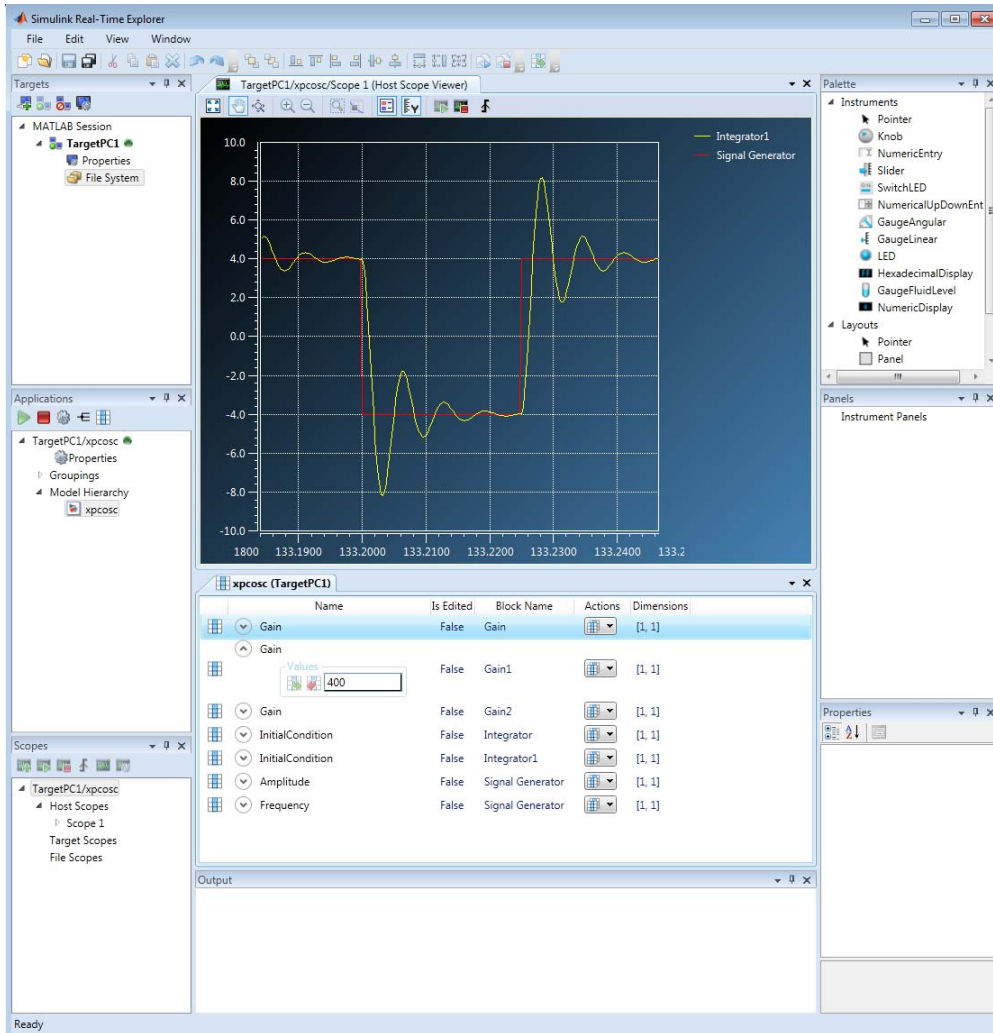 Simulink Real-Time Explorer
File Edit View Window
Targets
MATLAB Session
TargetPC1
Properties
File System
Applications
TargetPC1/xpcosc
Properties
Groupings
Model Hierarchy
xpcosc
Scopes
TargetPC1/xpcosc
Host Scopes
Scope 1
Target Scopes
File Scopes
TargetPC1/xpcosc/Scope 1 (Host Scope Viewer)
Integrator1
Signal Generator
10.0
8.0
6.0
4.0
2.0
0.0
-2.0
-4.0
-6.0
-8.0
-10.0
1800 133.1900 133.2000 133.2100 133.2200 133.2300 133.2400 133.2
xpcosc (TargetPC1)
Name Is Edited Block Name Actions Dimensions
Gain False Gain [1, 1]
Gain
Values
400 False Gain1 [1, 1]
Gain False Gain2 [1, 1]
InitialCondition False Integrator [1, 1]
InitialCondition False Integrator1 [1, 1]
Amplitude False Signal Generator [1, 1]
Frequency False Signal Generator [1, 1]
Output
Palette
Instruments
Pointer
Knob
NumericEntry
Slider
SwitchLED
NumericalUpDownEnt
GaugeAngular
GaugeLinear
LED
HexadecimalDisplay
GaugeFluidLevel
NumericDisplay
Layouts
Pointer
Panel
Panels
Instrument Panels
Properties
Ready